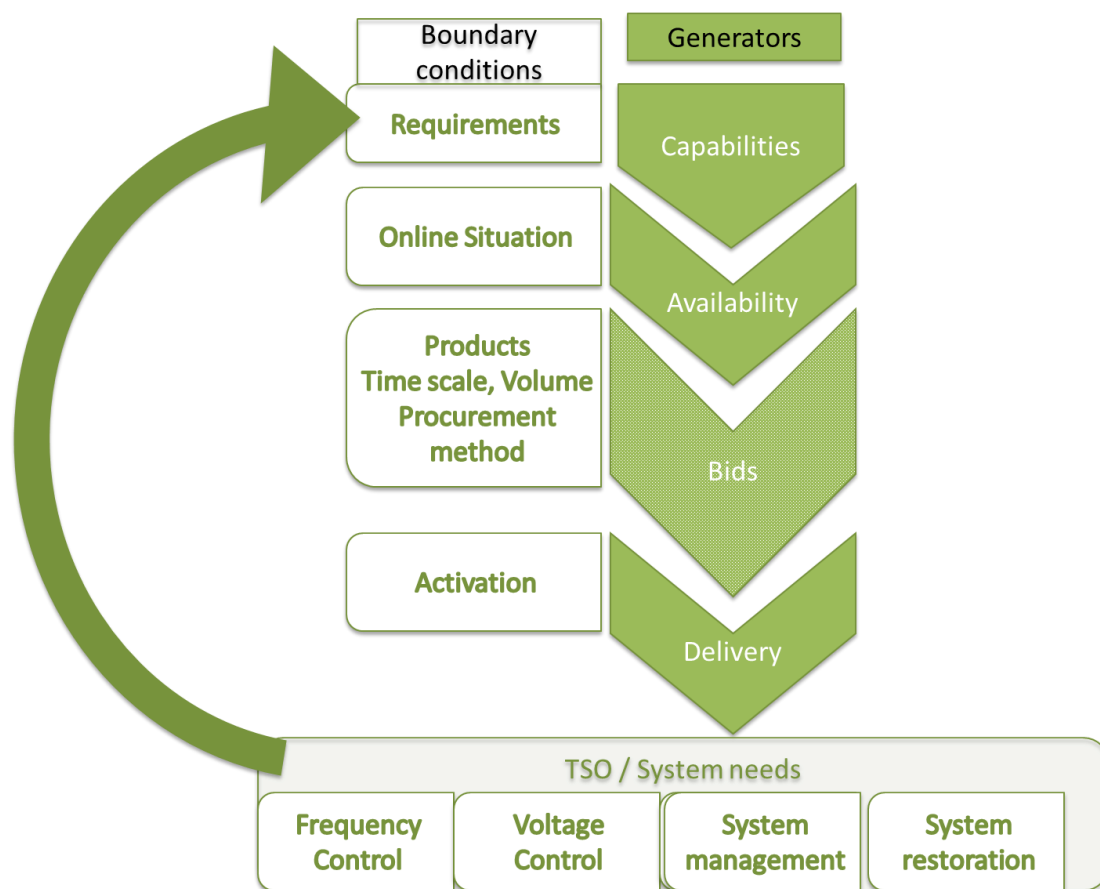 Boundary
conditions
Generators
Requirements
Capabilities
Online Situation
Availability
Products
Time scale, Volume
Procurement
method
Bids
Activation
Delivery
TSO / System needs
Frequency
Control
Voltage
Control
System
management
System
restoration